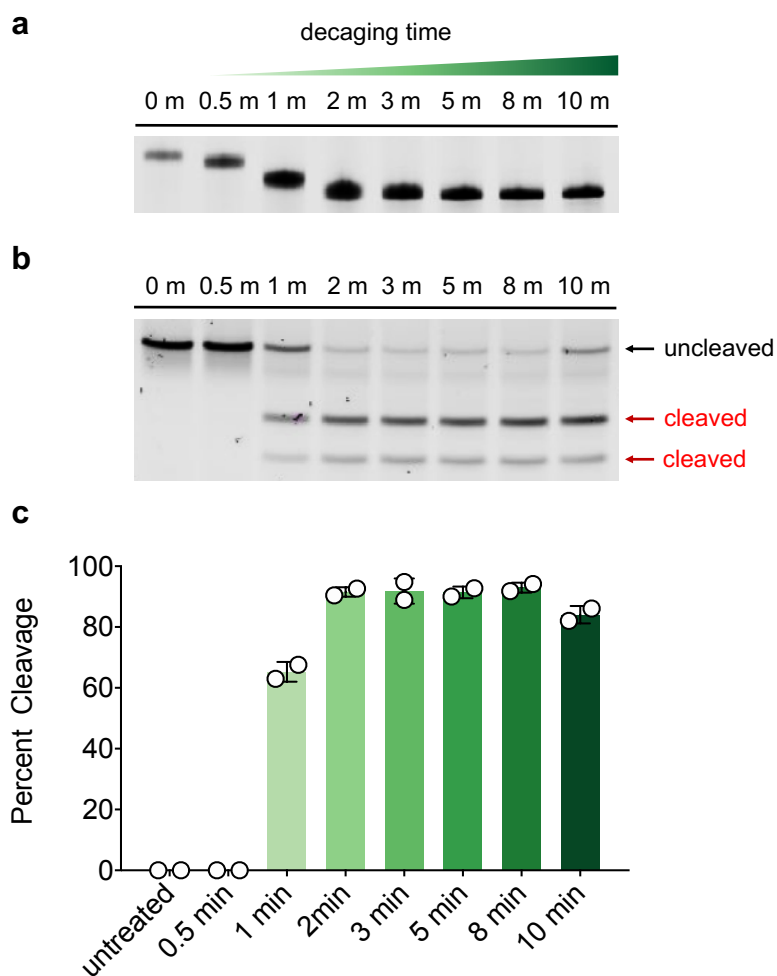 a
decaging time
0 m 0.5 m 1 m 2 m 3 m 5 m 8 m 10 m
b
0 m 0.5 m 1 m 2 m 3 m 5 m 8 m 10 m
uncleaved
cleaved
cleaved
c
Percent Cleavage
100
80
60
40
20
0
untreated 0.5 min 1 min 2min 3 min 5 min 8 min 10 min